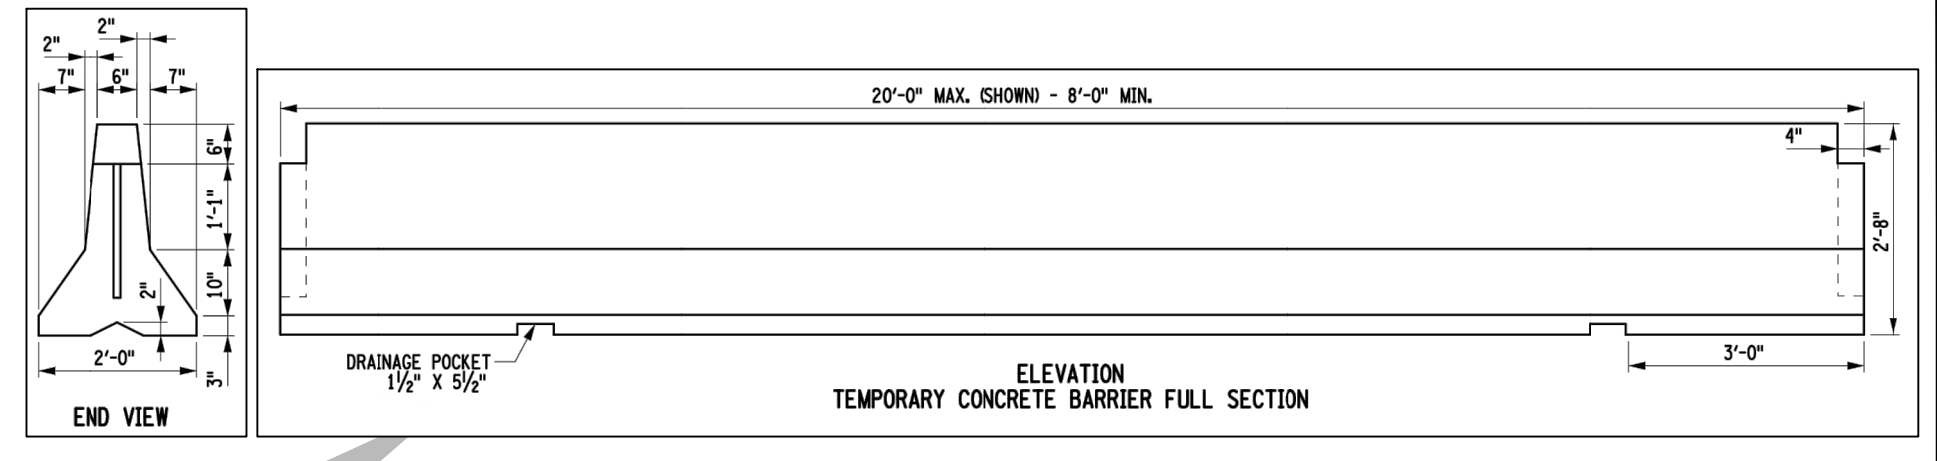 2"
2"
7" 6" 7"
6"
1'-1"
10"
2"
3"
2'-0"
END VIEW
20'-0" MAX. (SHOWN) - 8'-0" MIN.
4"
2'-8"
3'-0"
DRAINAGE POCKET
1½" X 5½"
ELEVATION
TEMPORARY CONCRETE BARRIER FULL SECTION